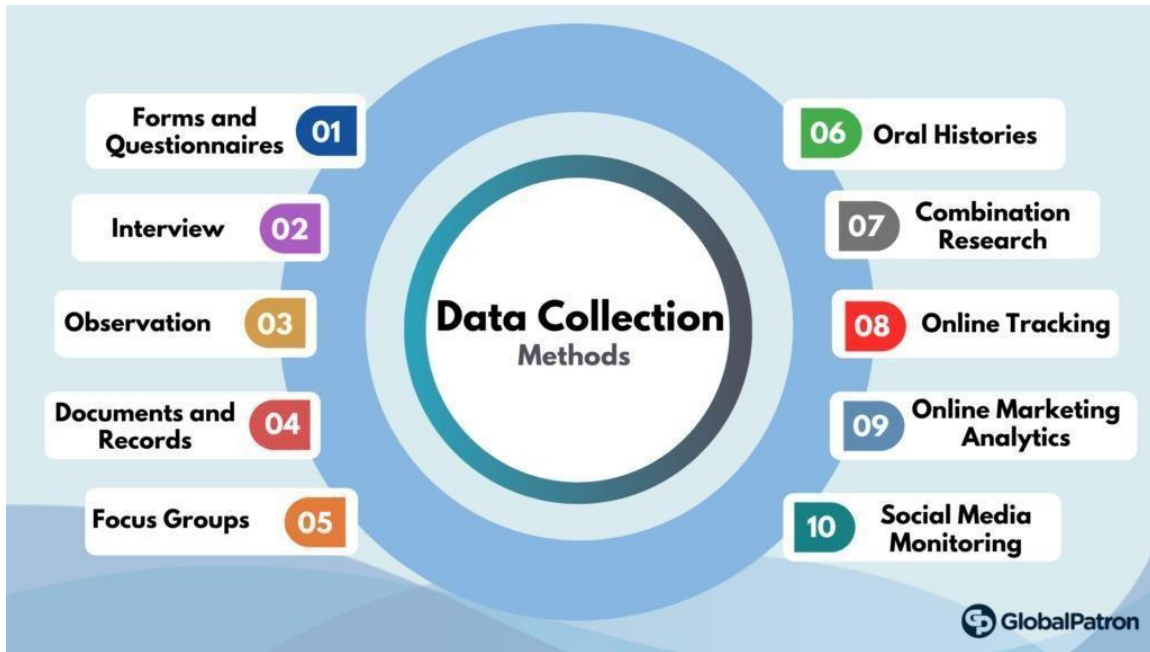 Forms and
Questionnaires
01
Interview
02
Observation
03
Documents and
Records
04
Focus Groups
05
Data Collection
Methods
06
Oral Histories
07
Combination
Research
08
Online Tracking
09
Online Marketing
Analytics
10
Social Media
Monitoring
GP GlobalPatron